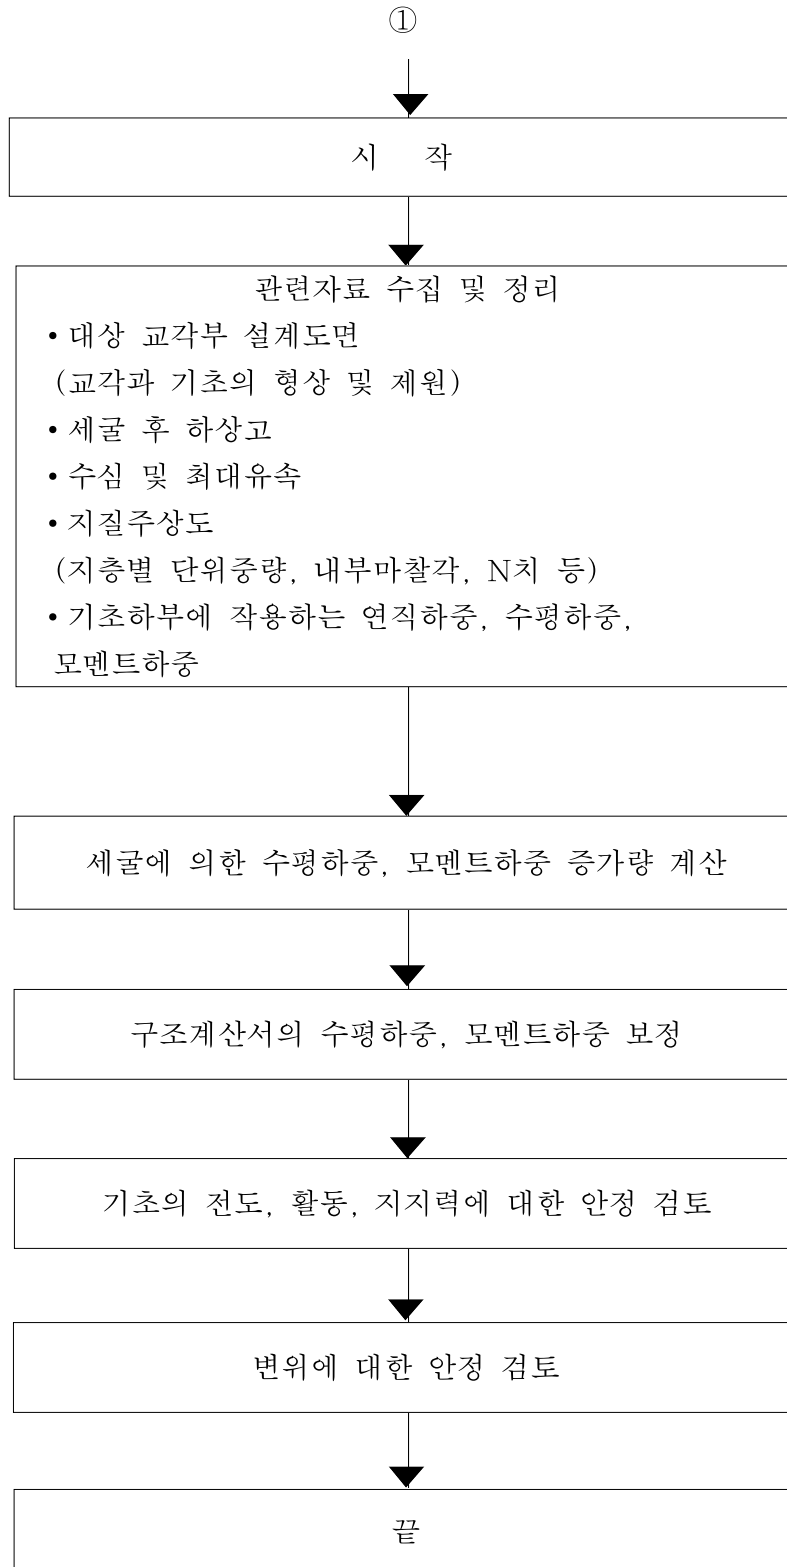 ①
시 작
관련자료 수집 및 정리
• 대상 교각부 설계도면
(교각과 기초의 형상 및 제원)
• 세굴 후 하상고
• 수심 및 최대유속
• 지질주상도
(지층별 단위중량, 내부마찰각, N치 등)
• 기초하부에 작용하는 연직하중, 수평하중,
모멘트하중
세굴에 의한 수평하중, 모멘트하중 증가량 계산
구조계산서의 수평하중, 모멘트하중 보정
기초의 전도, 활동, 지지력에 대한 안정 검토
변위에 대한 안정 검토
끝